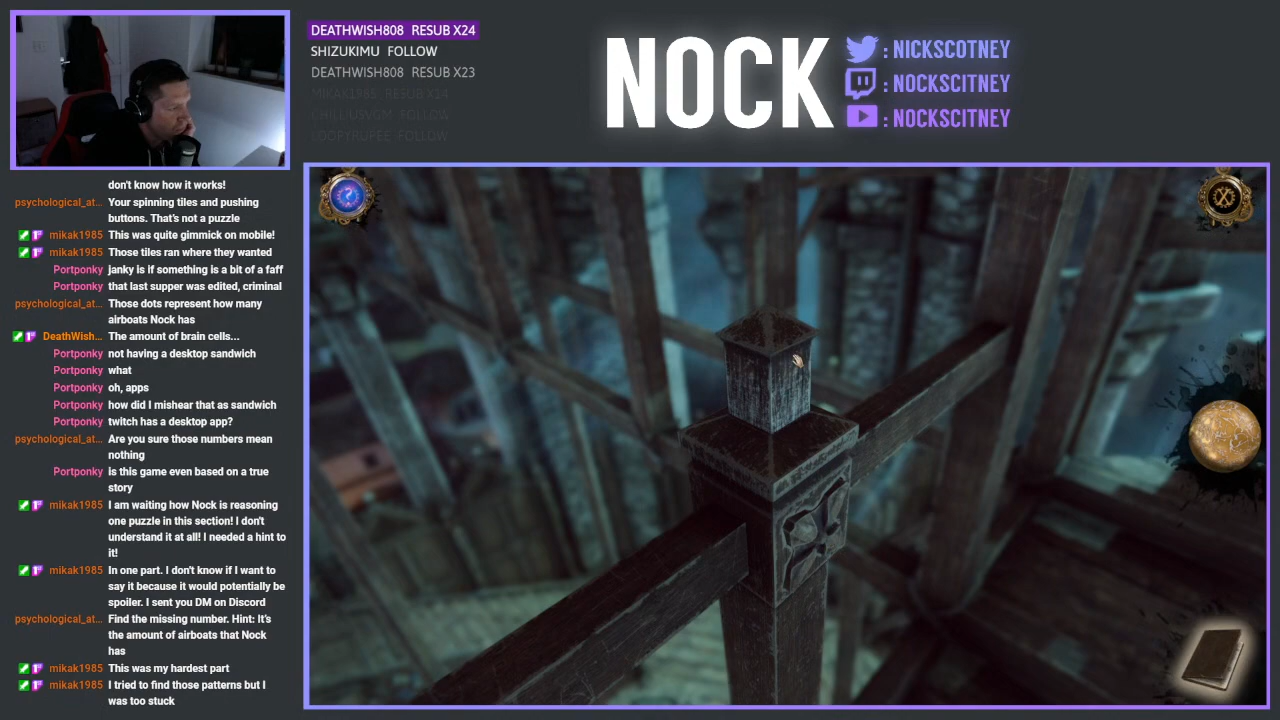 DEATHWISH808 RESUB X24
SHIZUKIMU FOLLOW
DEATHWISH808 RESUB X23
MIKAK1985 RESUB X14
CHILLIUSVGM FOLLOW
LOOPYRUPEE FOLLOW
NOCK
: NICKSCOTNEY
: NOCKSCITNEY
: NOCKSCITNEY
don't know how it works!
psychological_at... Your spinning tiles and pushing
buttons. That's not a puzzle
mikak1985 This was quite gimmick on mobile!
mikak1985 Those tiles ran where they wanted
Portponky janky is if something is a bit of a faff
Portponky that last supper was edited, criminal
psychological_at... Those dots represent how many
airboats Nock has
DeathWish... The amount of brain cells...
Portponky not having a desktop sandwich
Portponky what
Portponky oh, apps
Portponky how did I mishear that as sandwich
Portponky twitch has a desktop app?
psychological_at... Are you sure those numbers mean
nothing
Portponky is this game even based on a true
story
mikak1985 I am waiting how Nock is reasoning
one puzzle in this section! I don't
understand it at all! I needed a hint to
it!
mikak1985 In one part. I don't know if I want to
say it because it would potentially be
spoiler. I sent you DM on Discord
psychological_at... Find the missing number. Hint: It's
the amount of airboats that Nock
has
mikak1985 This was my hardest part
mikak1985 I tried to find those patterns but I
was too stuck